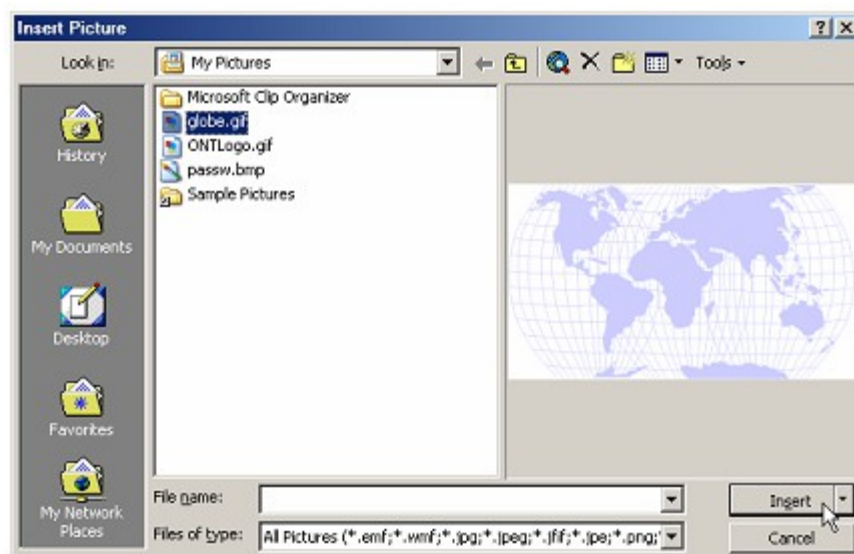 Insert Picture
Look in:
My Pictures
Tools
History
My Documents
Desktop
Favorites
My Network
Places
Microsoft Clip Organizer
globe.gif
ONTLogo.gif
passw.bmp
Sample Pictures
File name:
Insert
Files of type:
All Pictures (*.emf;*.wmf;*.jpg;*.jpeg;*.jfif;*.jpe;*.png;
Cancel